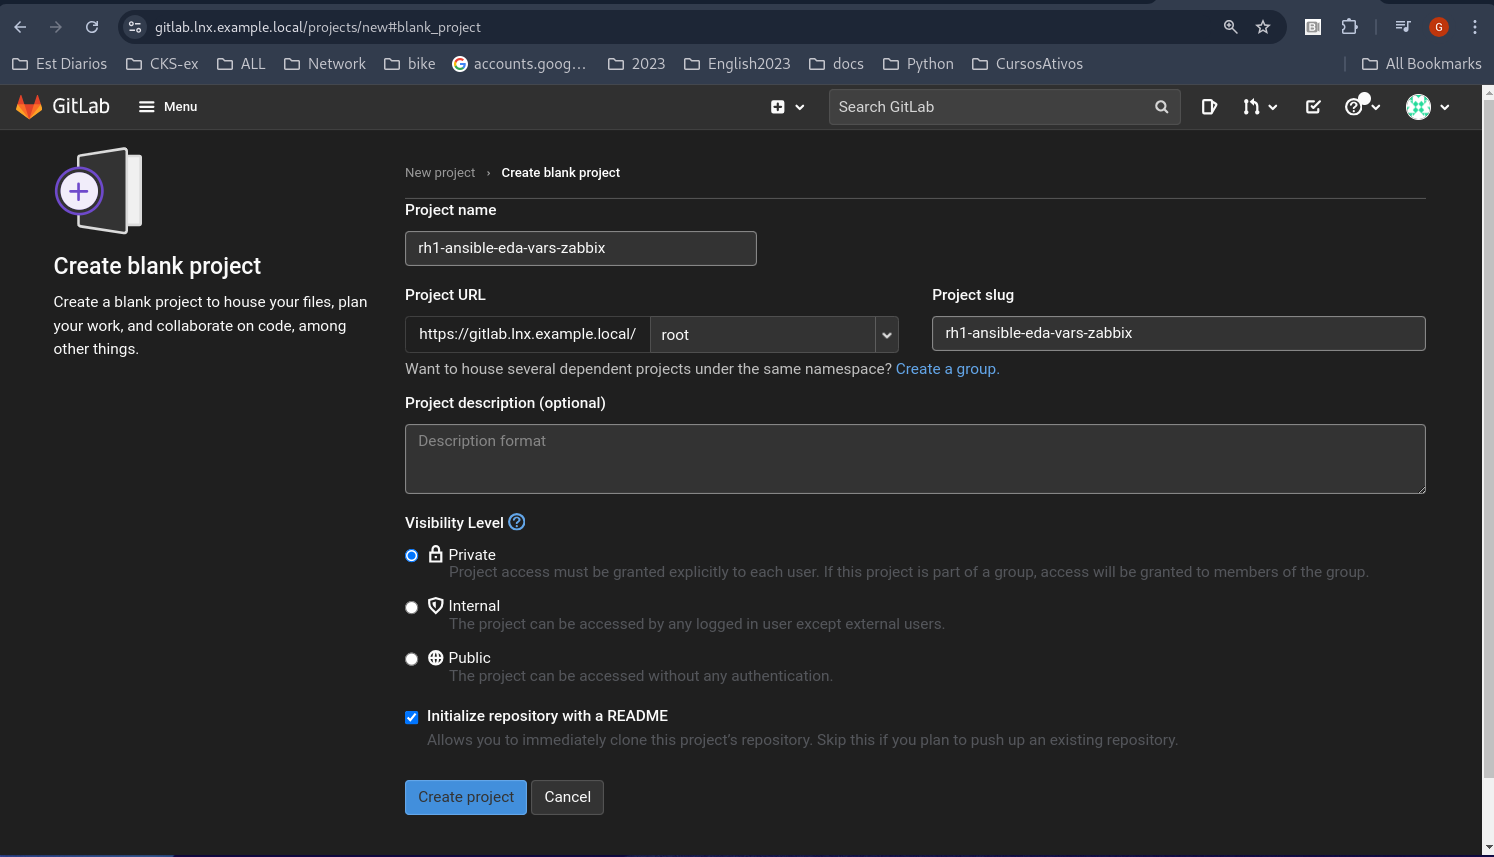 gitlab.lnx.example.local/projects/new#blank_project
G
Est Diarios CKS-ex ALL Network bike accounts.goog... 2023 English2023 docs Python CursosAtivos All Bookmarks
GitLab Menu Search GitLab
New project › Create blank project
Project name
rh1-ansible-eda-vars-zabbix
Create blank project
Create a blank project to house your files, plan
your work, and collaborate on code, among
other things.
Project URL Project slug
https://gitlab.lnx.example.local/ root rh1-ansible-eda-vars-zabbix
Want to house several dependent projects under the same namespace? Create a group.
Project description (optional)
Description format
Visibility Level
Private
Project access must be granted explicitly to each user. If this project is part of a group, access will be granted to members of the group.
Internal
The project can be accessed by any logged in user except external users.
Public
The project can be accessed without any authentication.
Initialize repository with a README
Allows you to immediately clone this project's repository. Skip this if you plan to push up an existing repository.
Create project Cancel